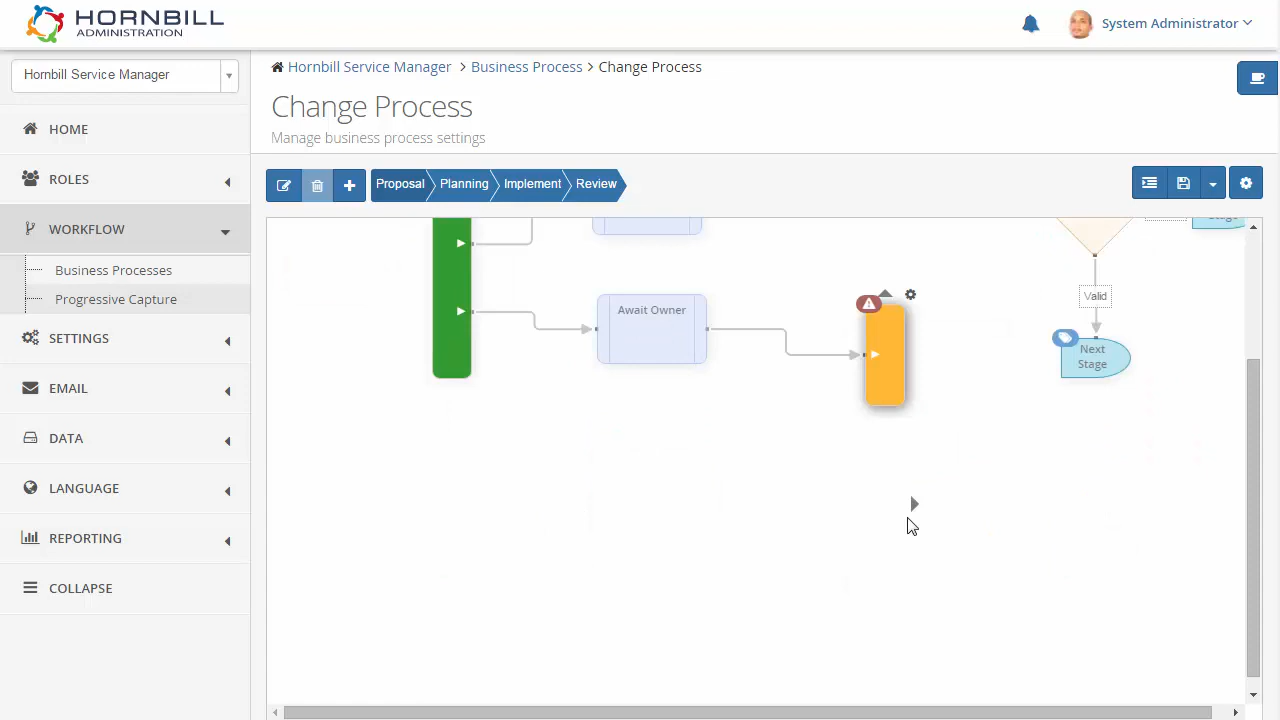 HORNBILL
ADMINISTRATION
System Administrator
Hornbill Service Manager
Hornbill Service Manager > Business Process > Change Process
Change Process
Manage business process settings
HOME
ROLES
WORKFLOW
Business Processes
Progressive Capture
SETTINGS
EMAIL
DATA
LANGUAGE
REPORTING
COLLAPSE
Proposal Planning Implement Review
Stage
Await Owner
Valid
Next
Stage